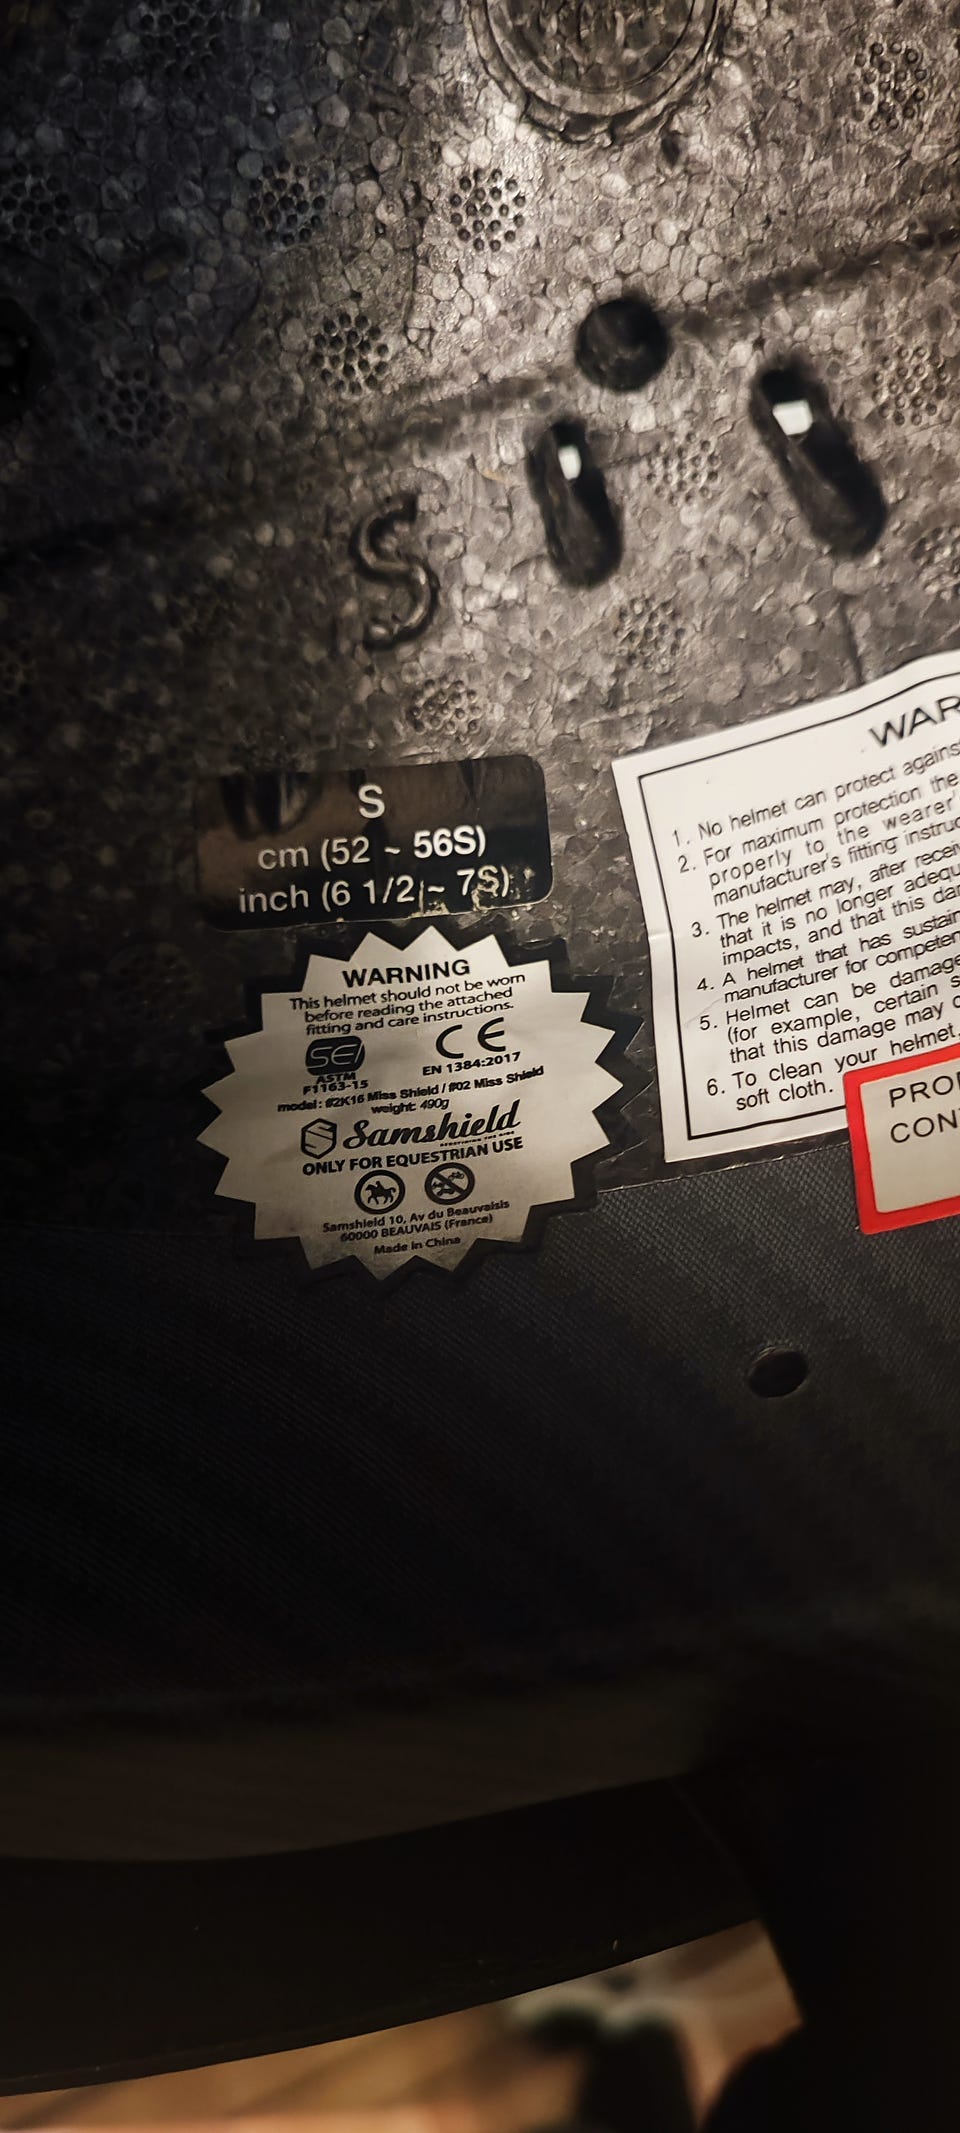 S
S
cm (52 ~ 56S)
inch (6 1/2 ~ 7S)
WARNING
This helmet should not be worn
before reading the attached
fitting and care instructions.
SEI
CE
ASTM
F1163-15
EN 1384:2017
model: #2K16 Miss Shield / #02 Miss Shield
weight: 490g
Samshield
ONLY FOR EQUESTRIAN USE
Samshield 10, Av du Beauvaisis
60000 BEAUVAIS (France)
Made in China
WAR
1. No helmet can protect against
2. For maximum protection the
properly to the wearer'
manufacturer's fitting instruc
3. The helmet may, after receiv
that it is no longer adequ
impacts, and that this da
4. A helmet that has sustain
manufacturer for competen
5. Helmet can be damage
(for example, certain s
that this damage may
6. To clean your helmet,
soft cloth.
PRO
CON